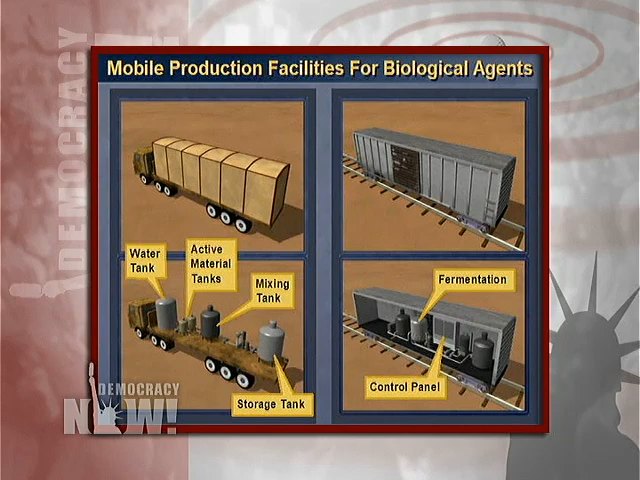 DEMOCRACY
Mobile Production Facilities For Biological Agents
Water
Tank
Active
Material
Tanks
Mixing
Tank
Storage Tank
Fermentation
Control Panel
DEMOCRACY
NOW!